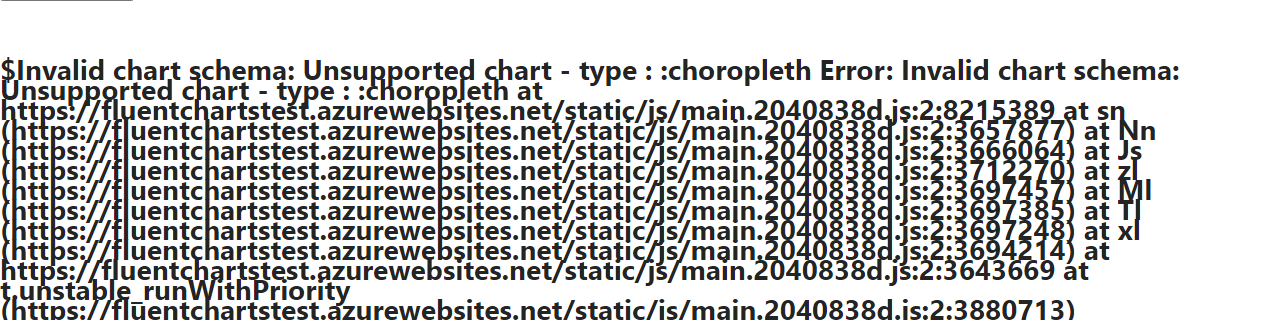 $Invalid chart schema: Unsupported chart - type : :choropleth Error: Invalid chart schema:
Unsupported chart - type : :choropleth at
https://fluentchartstest.azurewebsites.net/static/js/main.2040838d.js:2:8215389 at sn
(https://fluentchartstest.azurewebsites.net/static/js/main.2040838d.js:2:3657877) at Nn
(https://fluentchartstest.azurewebsites.net/static/js/main.2040838d.js:2:3666064) at Js
(https://fluentchartstest.azurewebsites.net/static/js/main.2040838d.js:2:3712270) at zl
(https://fluentchartstest.azurewebsites.net/static/js/main.2040838d.js:2:3697457) at Ml
(https://fluentchartstest.azurewebsites.net/static/js/main.2040838d.js:2:3697385) at Tl
(https://fluentchartstest.azurewebsites.net/static/js/main.2040838d.js:2:3697248) at xl
(https://fluentchartstest.azurewebsites.net/static/js/main.2040838d.js:2:3694214) at
https://fluentchartstest.azurewebsites.net/static/js/main.2040838d.js:2:3643669 at
t.unstable_runWithPriority
(https://fluentchartstest.azurewebsites.net/static/js/main.2040838d.js:2:3880713)